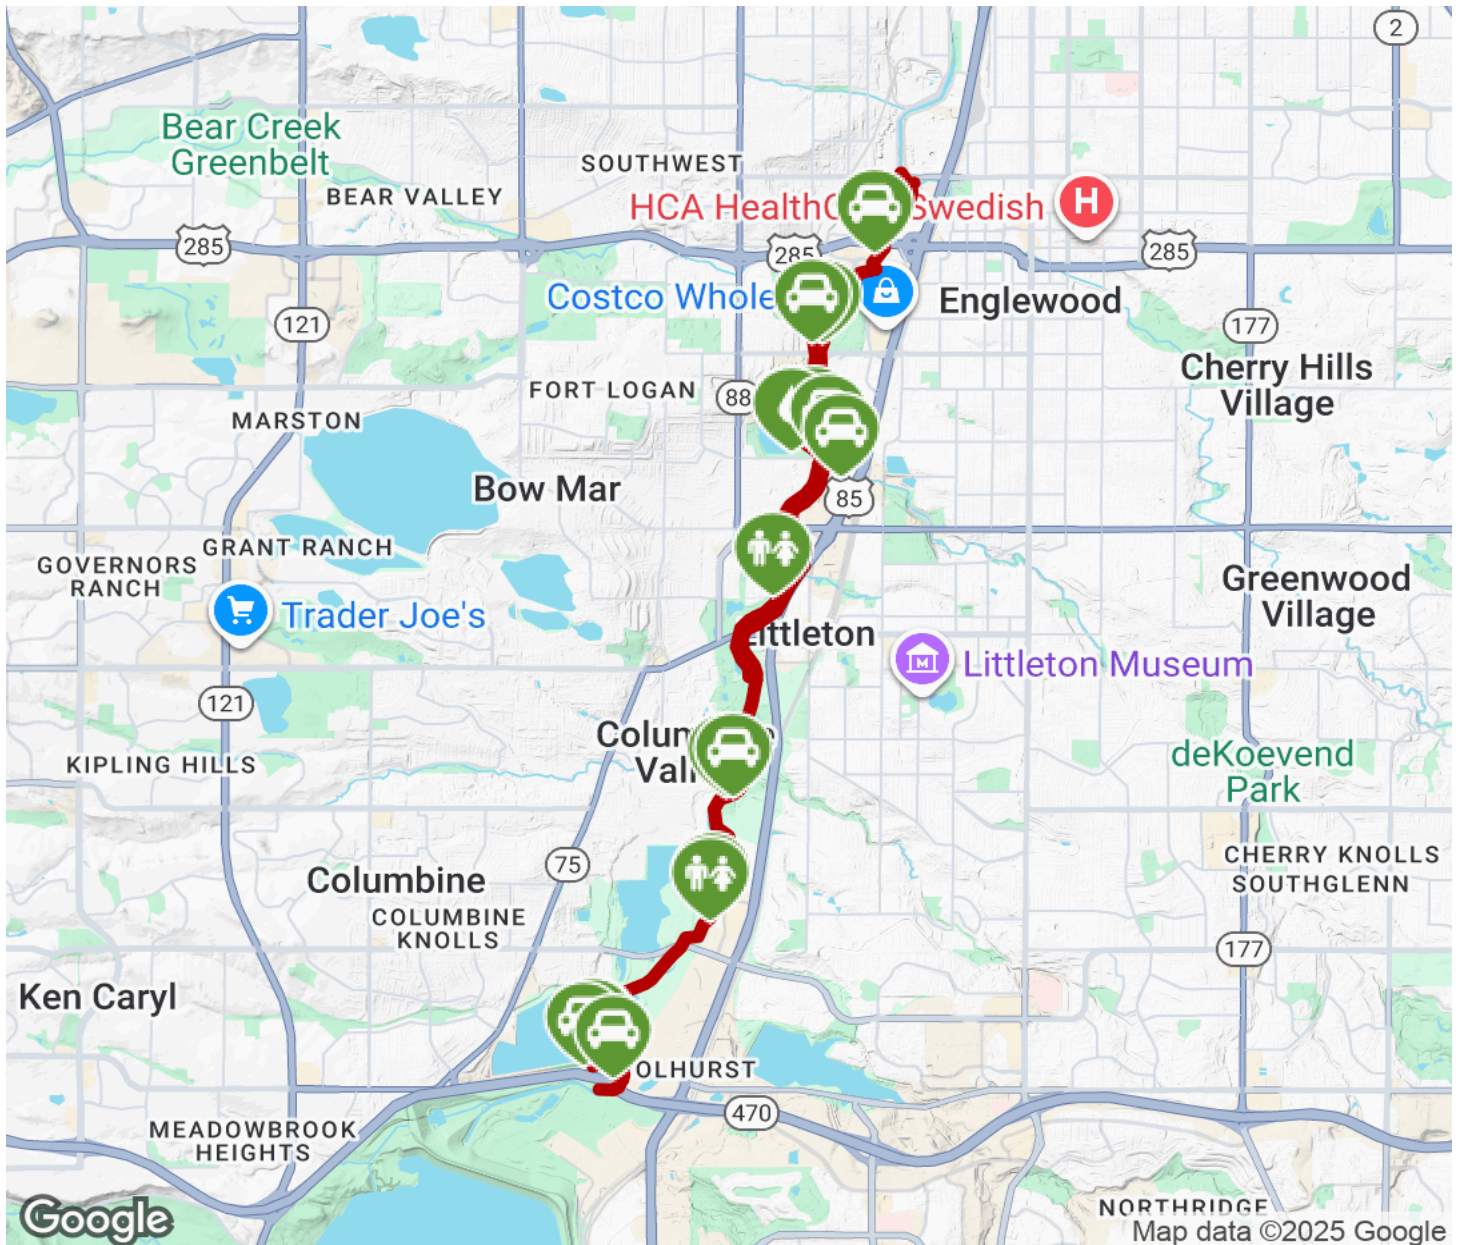 2
Bear Creek
Greenbelt
SOUTHWEST
BEAR VALLEY
HCA HealthC
Swedish
H
285
285
285
Costco Whole
Englewood
121
177
Cherry Hills
Village
FORT LOGAN
88
MARSTON
Bow Mar
85
GRANT RANCH
GOVERNORS
RANCH
Greenwood
Village
Trader Joe's
Littleton
M
Littleton Museum
121
Colum
e
Vall
KIPLING HILLS
deKoevend
Park
75
CHERRY KNOLLS
SOUTHGLENN
Columbine
COLUMBINE
KNOLLS
177
Ken Caryl
OLHURST
470
MEADOWBROOK
HEIGHTS
NORTHRIDGE
Google
Map data ©2025 Google